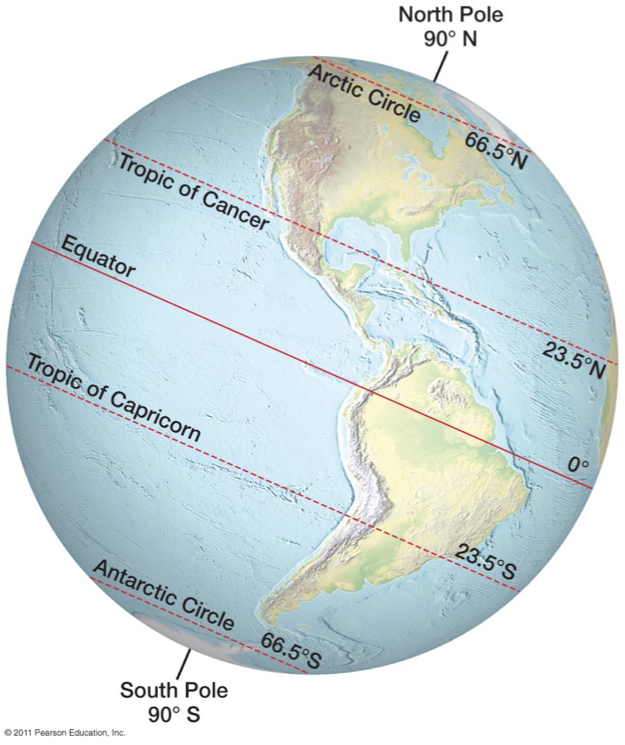 North Pole
90° N
Arctic Circle
66.5°N
Tropic of Cancer
Equator
23.5°N
Tropic of Capricorn
0°
23.5°S
Antarctic Circle
66.5°S
South Pole
90° S
© 2011 Pearson Education, Inc.